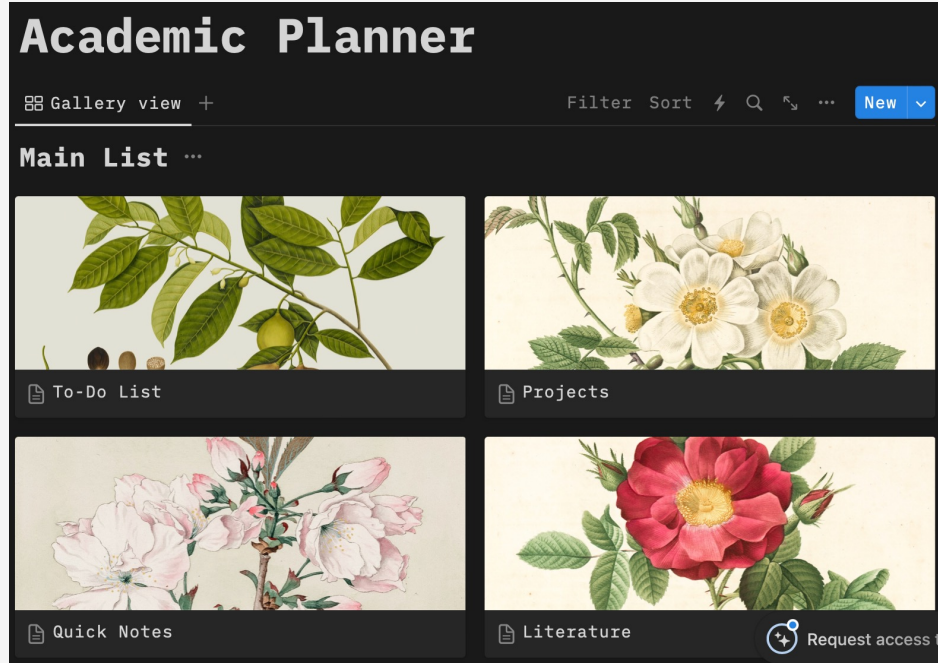 Academic Planner
Gallery view
Filter Sort
New
Main List
To-Do List
Projects
Quick Notes
Literature
Request access